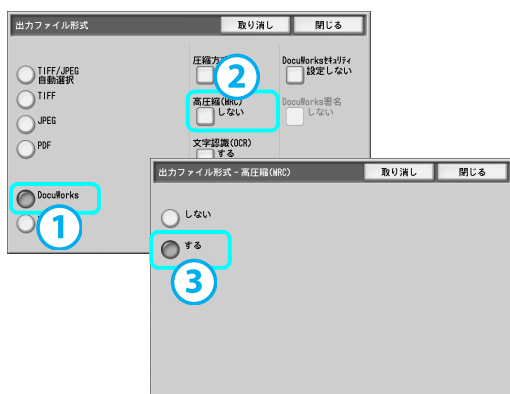 出力ファイル形式
取り消し
閉じる
TIFF/JPEG
自動選択
TIFF
JPEG
PDF
DocuWorks
1
圧縮方
2
高圧縮(MRC)
しない
文字認識(OCR)
する
DocuWorksｾｷｭﾘﾃｨ
設定しない
DocuWorks署名
しない
出力ファイル形式 - 高圧縮(MRC)
取り消し
閉じる
しない
する
3